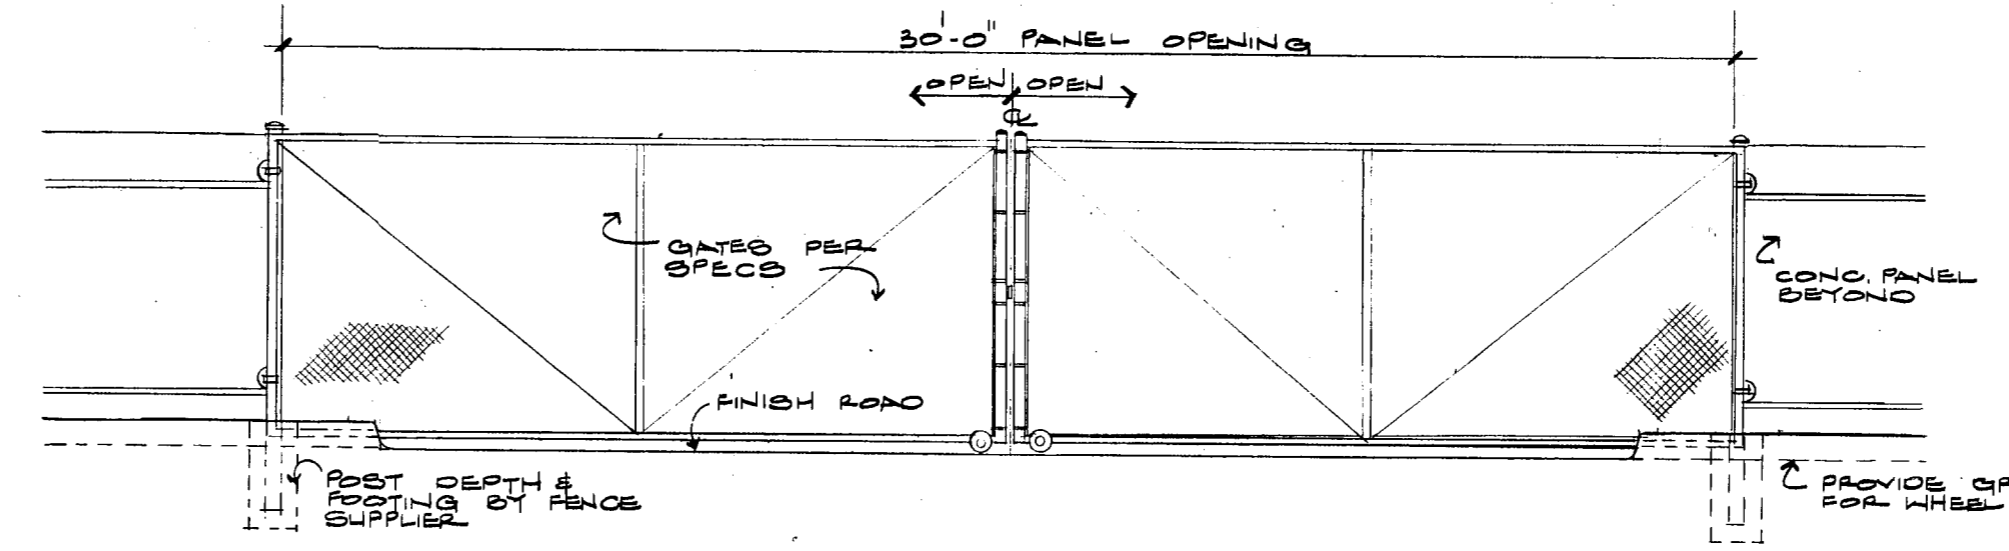 30'-0" PANEL OPENING
OPEN OPEN
℄
GATES PER
SPECS
CONC. PANEL
BEYOND
FINISH ROAD
POST DEPTH &
FOOTING BY FENCE
SUPPLIER
PROVIDE
FOR WHEEL